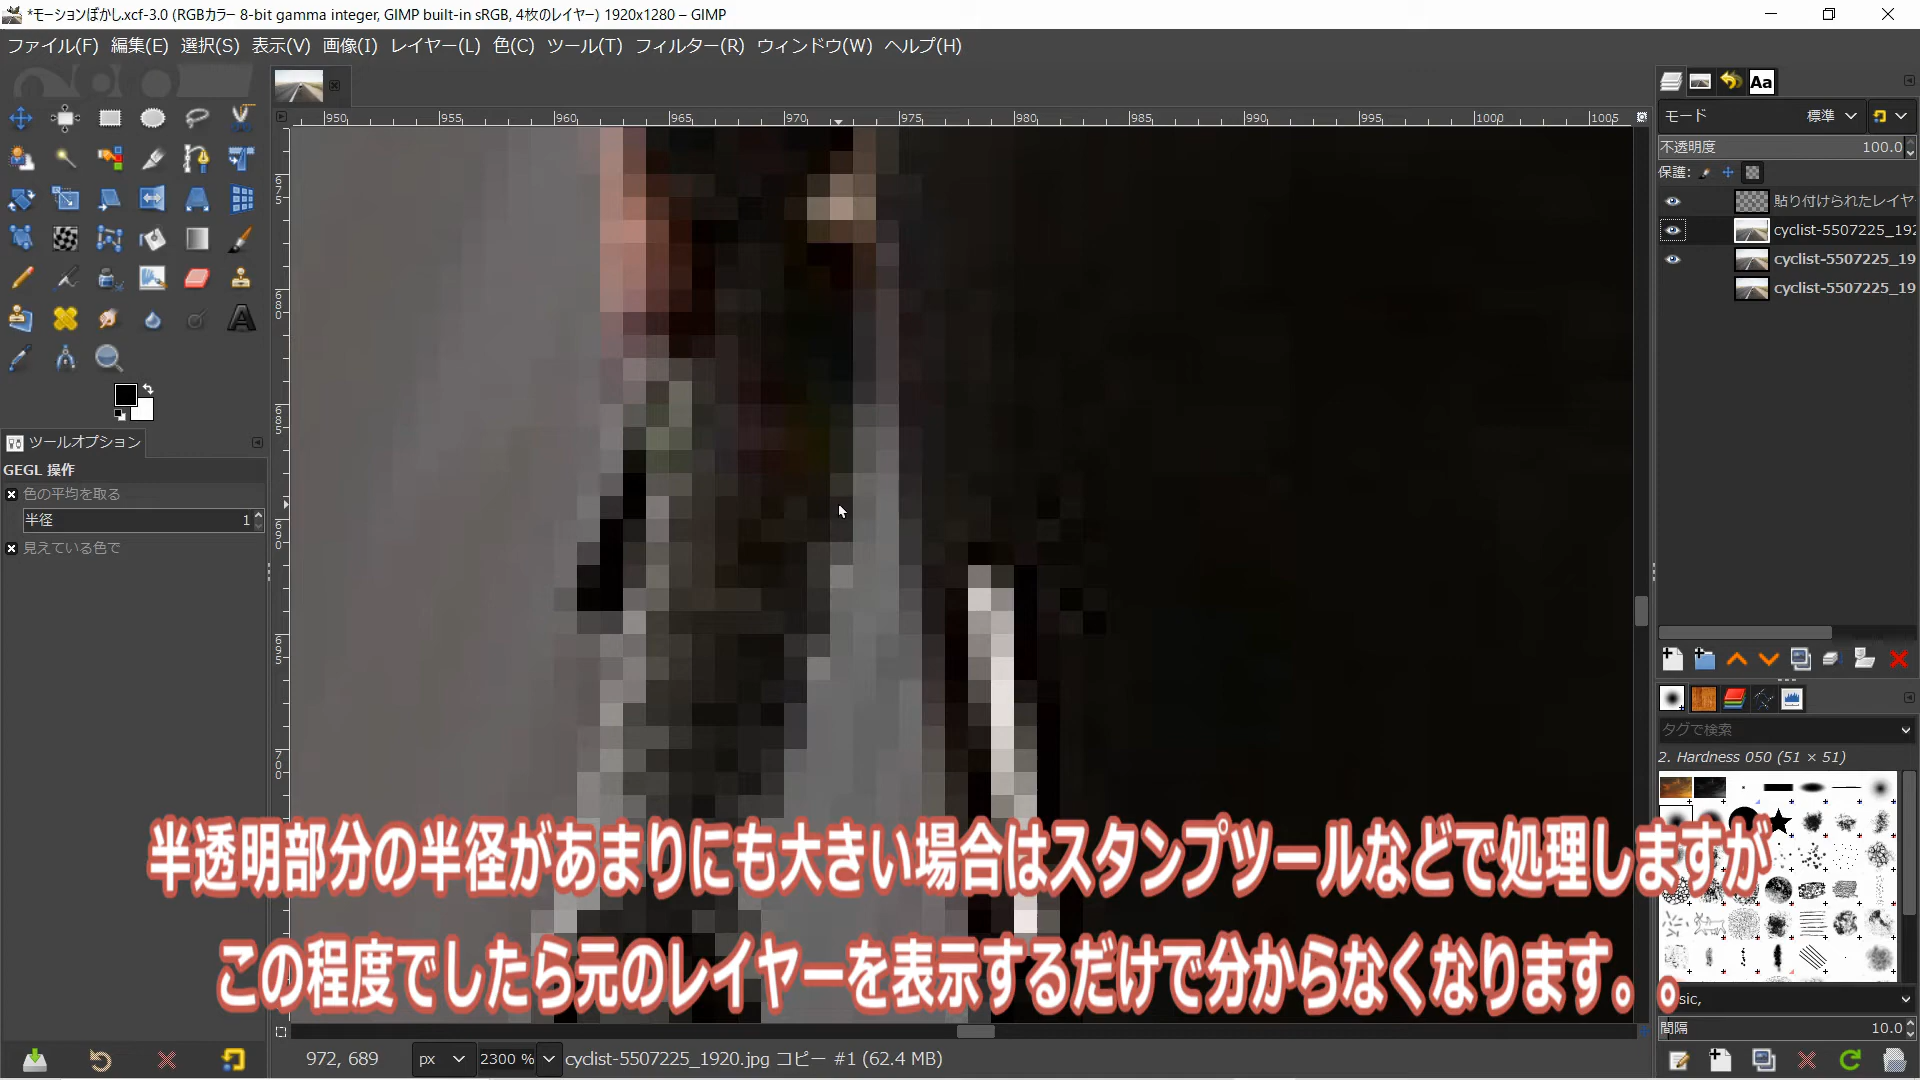 *モーションぼかし.xcf-3.0 (RGBカラー 8-bit gamma integer, GIMP built-in sRGB, 4枚のレイヤー) 1920x1280 – GIMP
ファイル(F) 編集(E) 選択(S) 表示(V) 画像(I) レイヤー(L) 色(C) ツール(T) フィルター(R) ウィンドウ(W) ヘルプ(H)
950 955 960 965 970 975 980 985 990 995 1000 1005
675
680
685
690
695
700
ツールオプション
GEGL 操作
色の平均を取る
半径 1
見えている色で
Aa
モード 標準
不透明度 100.0
保護:
貼り付けられたレイヤ
cyclist-5507225_192
cyclist-5507225_19
cyclist-5507225_19
タグで検索
2. Hardness 050 (51 × 51)
半透明部分の半径があまりにも大きい場合はスタンプツールなどで処理しますが
この程度でしたら元のレイヤーを表示するだけで分からなくなります。。
sic,
間隔 10.0
972, 689 px 2300 % cyclist-5507225_1920.jpg コピー #1 (62.4 MB)